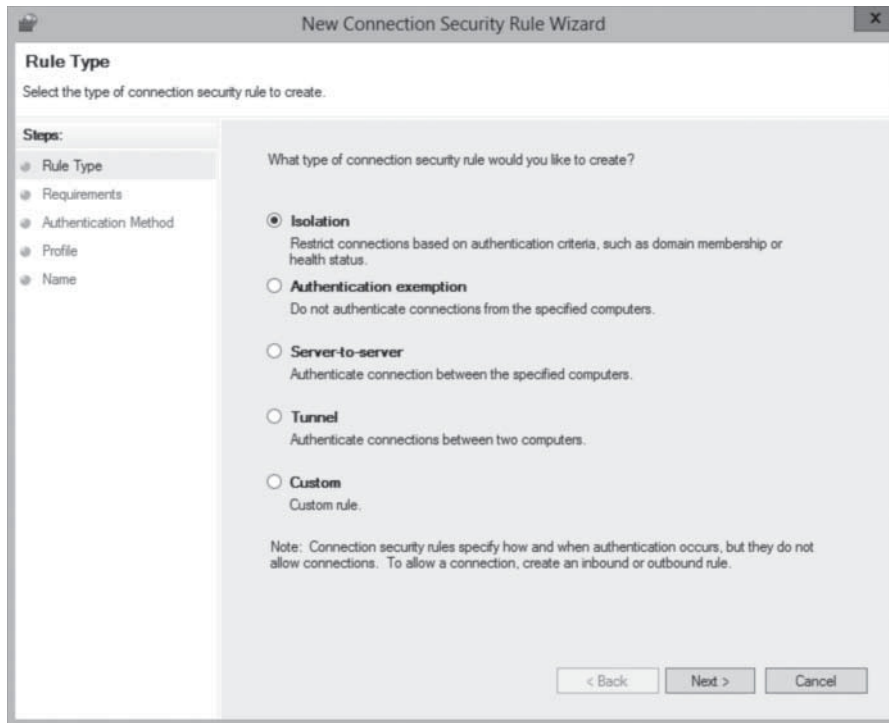 New Connection Security Rule Wizard
x
Rule Type
Select the type of connection security rule to create.
Steps:
Rule Type
Requirements
Authentication Method
Profile
Name
What type of connection security rule would you like to create?
Isolation
Restrict connections based on authentication criteria, such as domain membership or
health status.
Authentication exemption
Do not authenticate connections from the specified computers.
Server-to-server
Authenticate connection between the specified computers.
Tunnel
Authenticate connections between two computers.
Custom
Custom rule.
Note: Connection security rules specify how and when authentication occurs, but they do not
allow connections. To allow a connection, create an inbound or outbound rule.
< Back
Next >
Cancel